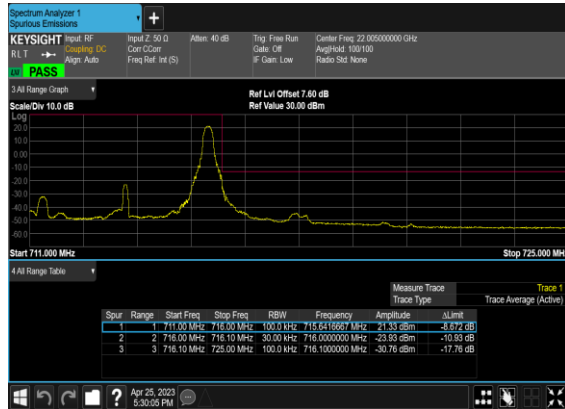 Spectrum Analyzer 1
Spurious Emissions
KEYSIGHT Input: RF Input Z: 50 Ω Atten: 40 dB Trig: Free Run Center Freq: 22.005000000 GHz
RLT Coupling: DC Corr CCorr Gate: Off Avg|Hold: 100/100
Align: Auto Freq Ref: Int (S) IF Gain: Low Radio Std: None
PASS
3 All Range Graph
Ref Lvl Offset 7.60 dB
Scale/Div 10.0 dB Ref Value 30.00 dBm
Log
20.0
10.0
0.00
-10.0
-20.0
-30.0
-40.0
-50.0
-60.0
Start 711.000 MHz Stop 725.000 MHz
4 All Range Table
Measure Trace Trace 1
Trace Type Trace Average (Active)
Spur Range Start Freq Stop Freq RBW Frequency Amplitude ΔLimit
1 1 711.00 MHz 716.00 MHz 100.0 kHz 715.6416667 MHz 21.33 dBm -8.672 dB
2 2 716.00 MHz 716.10 MHz 30.00 kHz 716.0000000 MHz -23.93 dBm -10.93 dB
3 3 716.10 MHz 725.00 MHz 100.0 kHz 716.1000000 MHz -30.76 dBm -17.76 dB
? Apr 25, 2023
5:30:05 PM